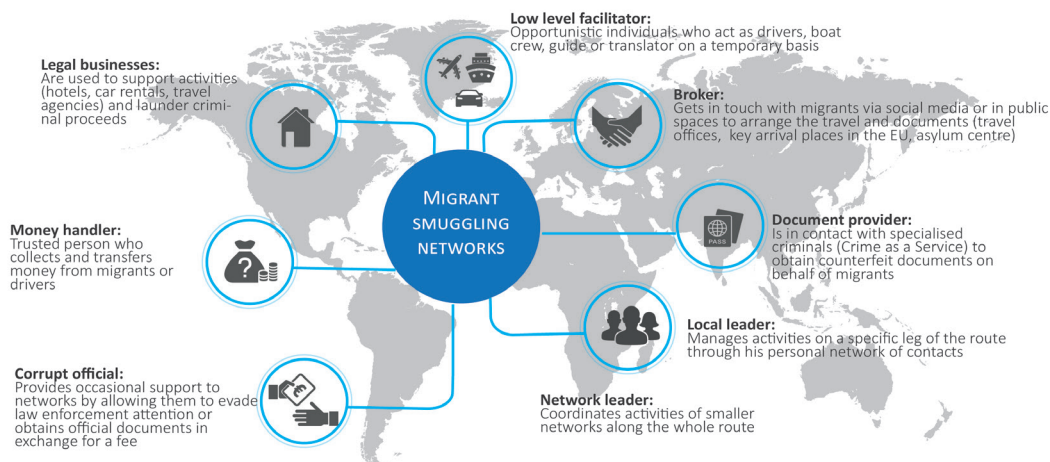 Low level facilitator:
Opportunistic individuals who act as drivers, boat
crew, guide or translator on a temporary basis
Legal businesses:
Are used to support activities
(hotels, car rentals, travel
agencies) and launder crimi-
nal proceeds
Broker:
Gets in touch with migrants via social media or in public
spaces to arrange the travel and documents (travel
offices, key arrival places in the EU, asylum centre)
MIGRANT
SMUGGLING
NETWORKS
Money handler:
Trusted person who
collects and transfers
money from migrants or
drivers
?
PASS
Document provider:
Is in contact with specialised
criminals (Crime as a Service) to
obtain counterfeit documents on
behalf of migrants
Local leader:
Manages activities on a specific leg of the route
through his personal network of contacts
Corrupt official:
Provides occasional support to
networks by allowing them to evade
law enforcement attention or
obtains official documents in
exchange for a fee
€
Network leader:
Coordinates activities of smaller
networks along the whole route